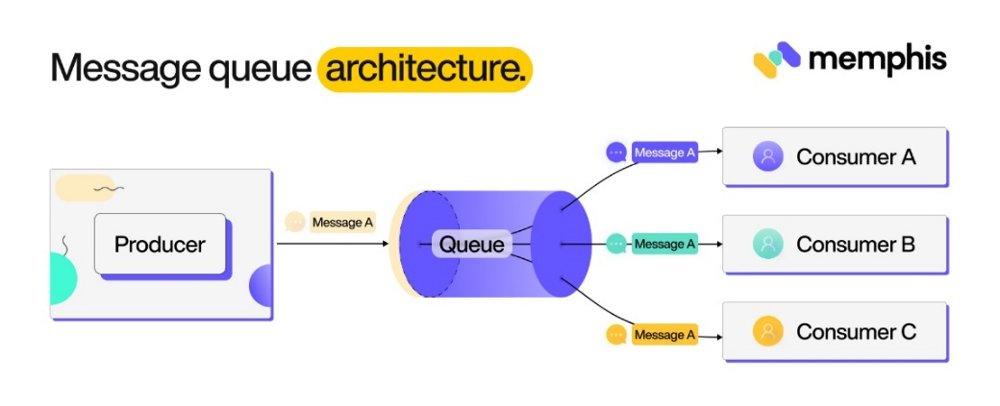 Message queue architecture.
memphis
Producer
Message A
Queue
Message A
Consumer A
Message A
Consumer B
Message A
Consumer C